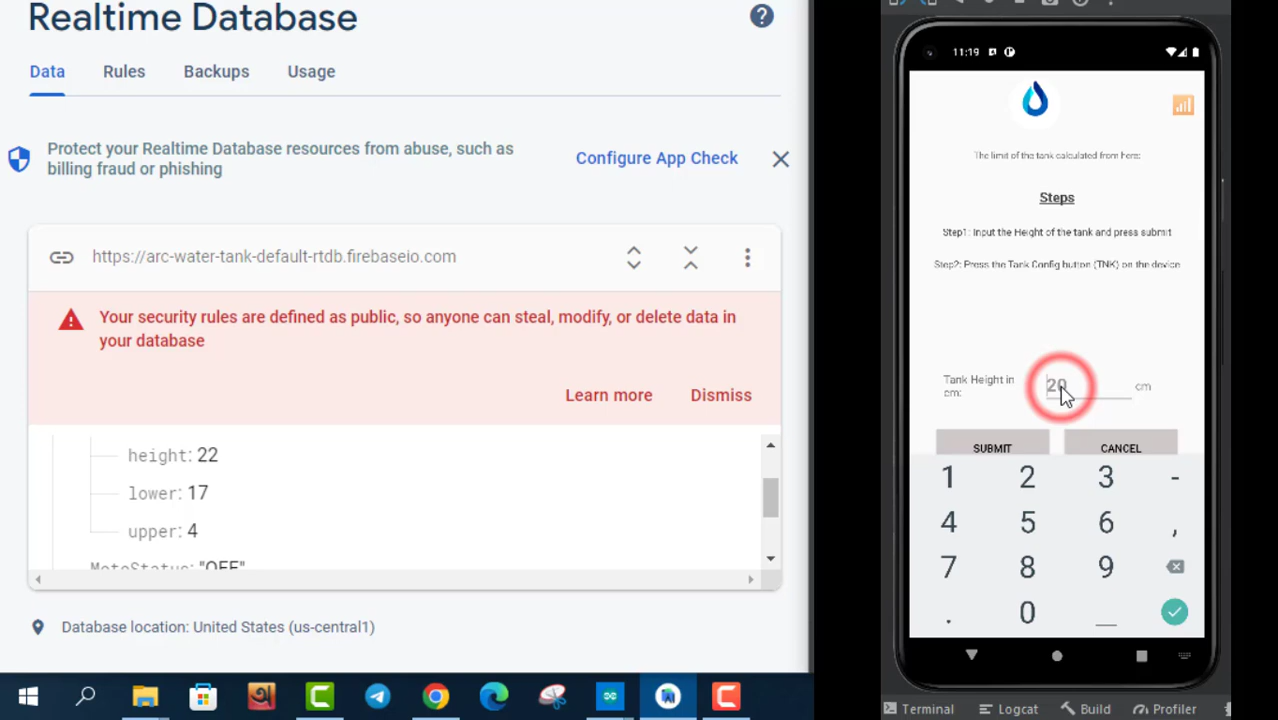 Realtime Database
Data Rules Backups Usage
Protect your Realtime Database resources from abuse, such as
billing fraud or phishing
Configure App Check
https://arc-water-tank-default-rtdb.firebaseio.com
Your security rules are defined as public, so anyone can steal, modify, or delete data in
your database
Learn more Dismiss
height: 22
lower: 17
upper: 4
MotoStatus: "OFF"
Database location: United States (us-central1)
11:19
The limit of the tank calculated from here:
Steps
Step1: Input the Height of the tank and press submit
Step2: Press the Tank Config button (TNK) on the device
Tank Height in
cm:
20
cm
SUBMIT CANCEL
1 2 3 -
4 5 6 ,
7 8 9
. 0 _
Terminal Logcat Build Profiler